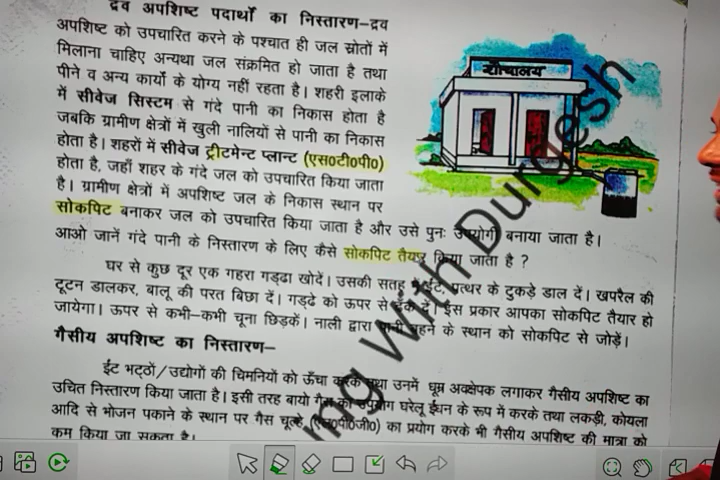 द्रव अपशिष्ट पदार्थों का निस्तारण–द्रव
अपशिष्ट को उपचारित करने के पश्चात ही जल स्रोतों में
मिलाना चाहिए अन्यथा जल संक्रमित हो जाता है तथा
पीने व अन्य कार्यो के योग्य नहीं रहता है। शहरी इलाके
में सीवेज सिस्टम से गंदे पानी का निकास होता है
जबकि ग्रामीण क्षेत्रों में खुली नालियों से पानी का निकास
होता है। शहरों में सीवेज ट्रीटमेन्ट प्लान्ट (एस०टी०पी०)
होता है, जहाँ शहर के गंदे जल को उपचारित किया जाता
है। ग्रामीण क्षेत्रों में अपशिष्ट जल के निकास स्थान पर
सोकपिट बनाकर जल को उपचारित किया जाता है और उसे पुनः उपयोगी बनाया जाता है।
शौचालय
आओ जानें गंदे पानी के निस्तारण के लिए कैसे सोकपिट तैयार किया जाता है ?
घर से कुछ दूर एक गहरा गड्ढा खोदें। उसकी सतह में ईंट, पत्थर के टुकड़े डाल दें। खपरैल की
टूटन डालकर, बालू की परत बिछा दें। गड्ढे को ऊपर से ढँक दें। इस प्रकार आपका सोकपिट तैयार हो
जायेगा। ऊपर से कभी–कभी चूना छिड़कें। नाली द्वारा पानी बहने के स्थान को सोकपिट से जोड़ें।
गैसीय अपशिष्ट का निस्तारण–
ईंट भट्ठों/उद्योगों की चिमनियों को ऊँचा करके तथा उनमें धूम्र अवक्षेपक लगाकर गैसीय अपशिष्ट का
उचित निस्तारण किया जाता है। इसी तरह बायो गैस का उपयोग घरेलू ईंधन के रूप में करके तथा लकड़ी, कोयला
आदि से भोजन पकाने के स्थान पर गैस चूल्हे (एल०पी०जी०) का प्रयोग करके भी गैसीय अपशिष्ट की मात्रा को
कम किया जा सकता है।
ing With Durgesh